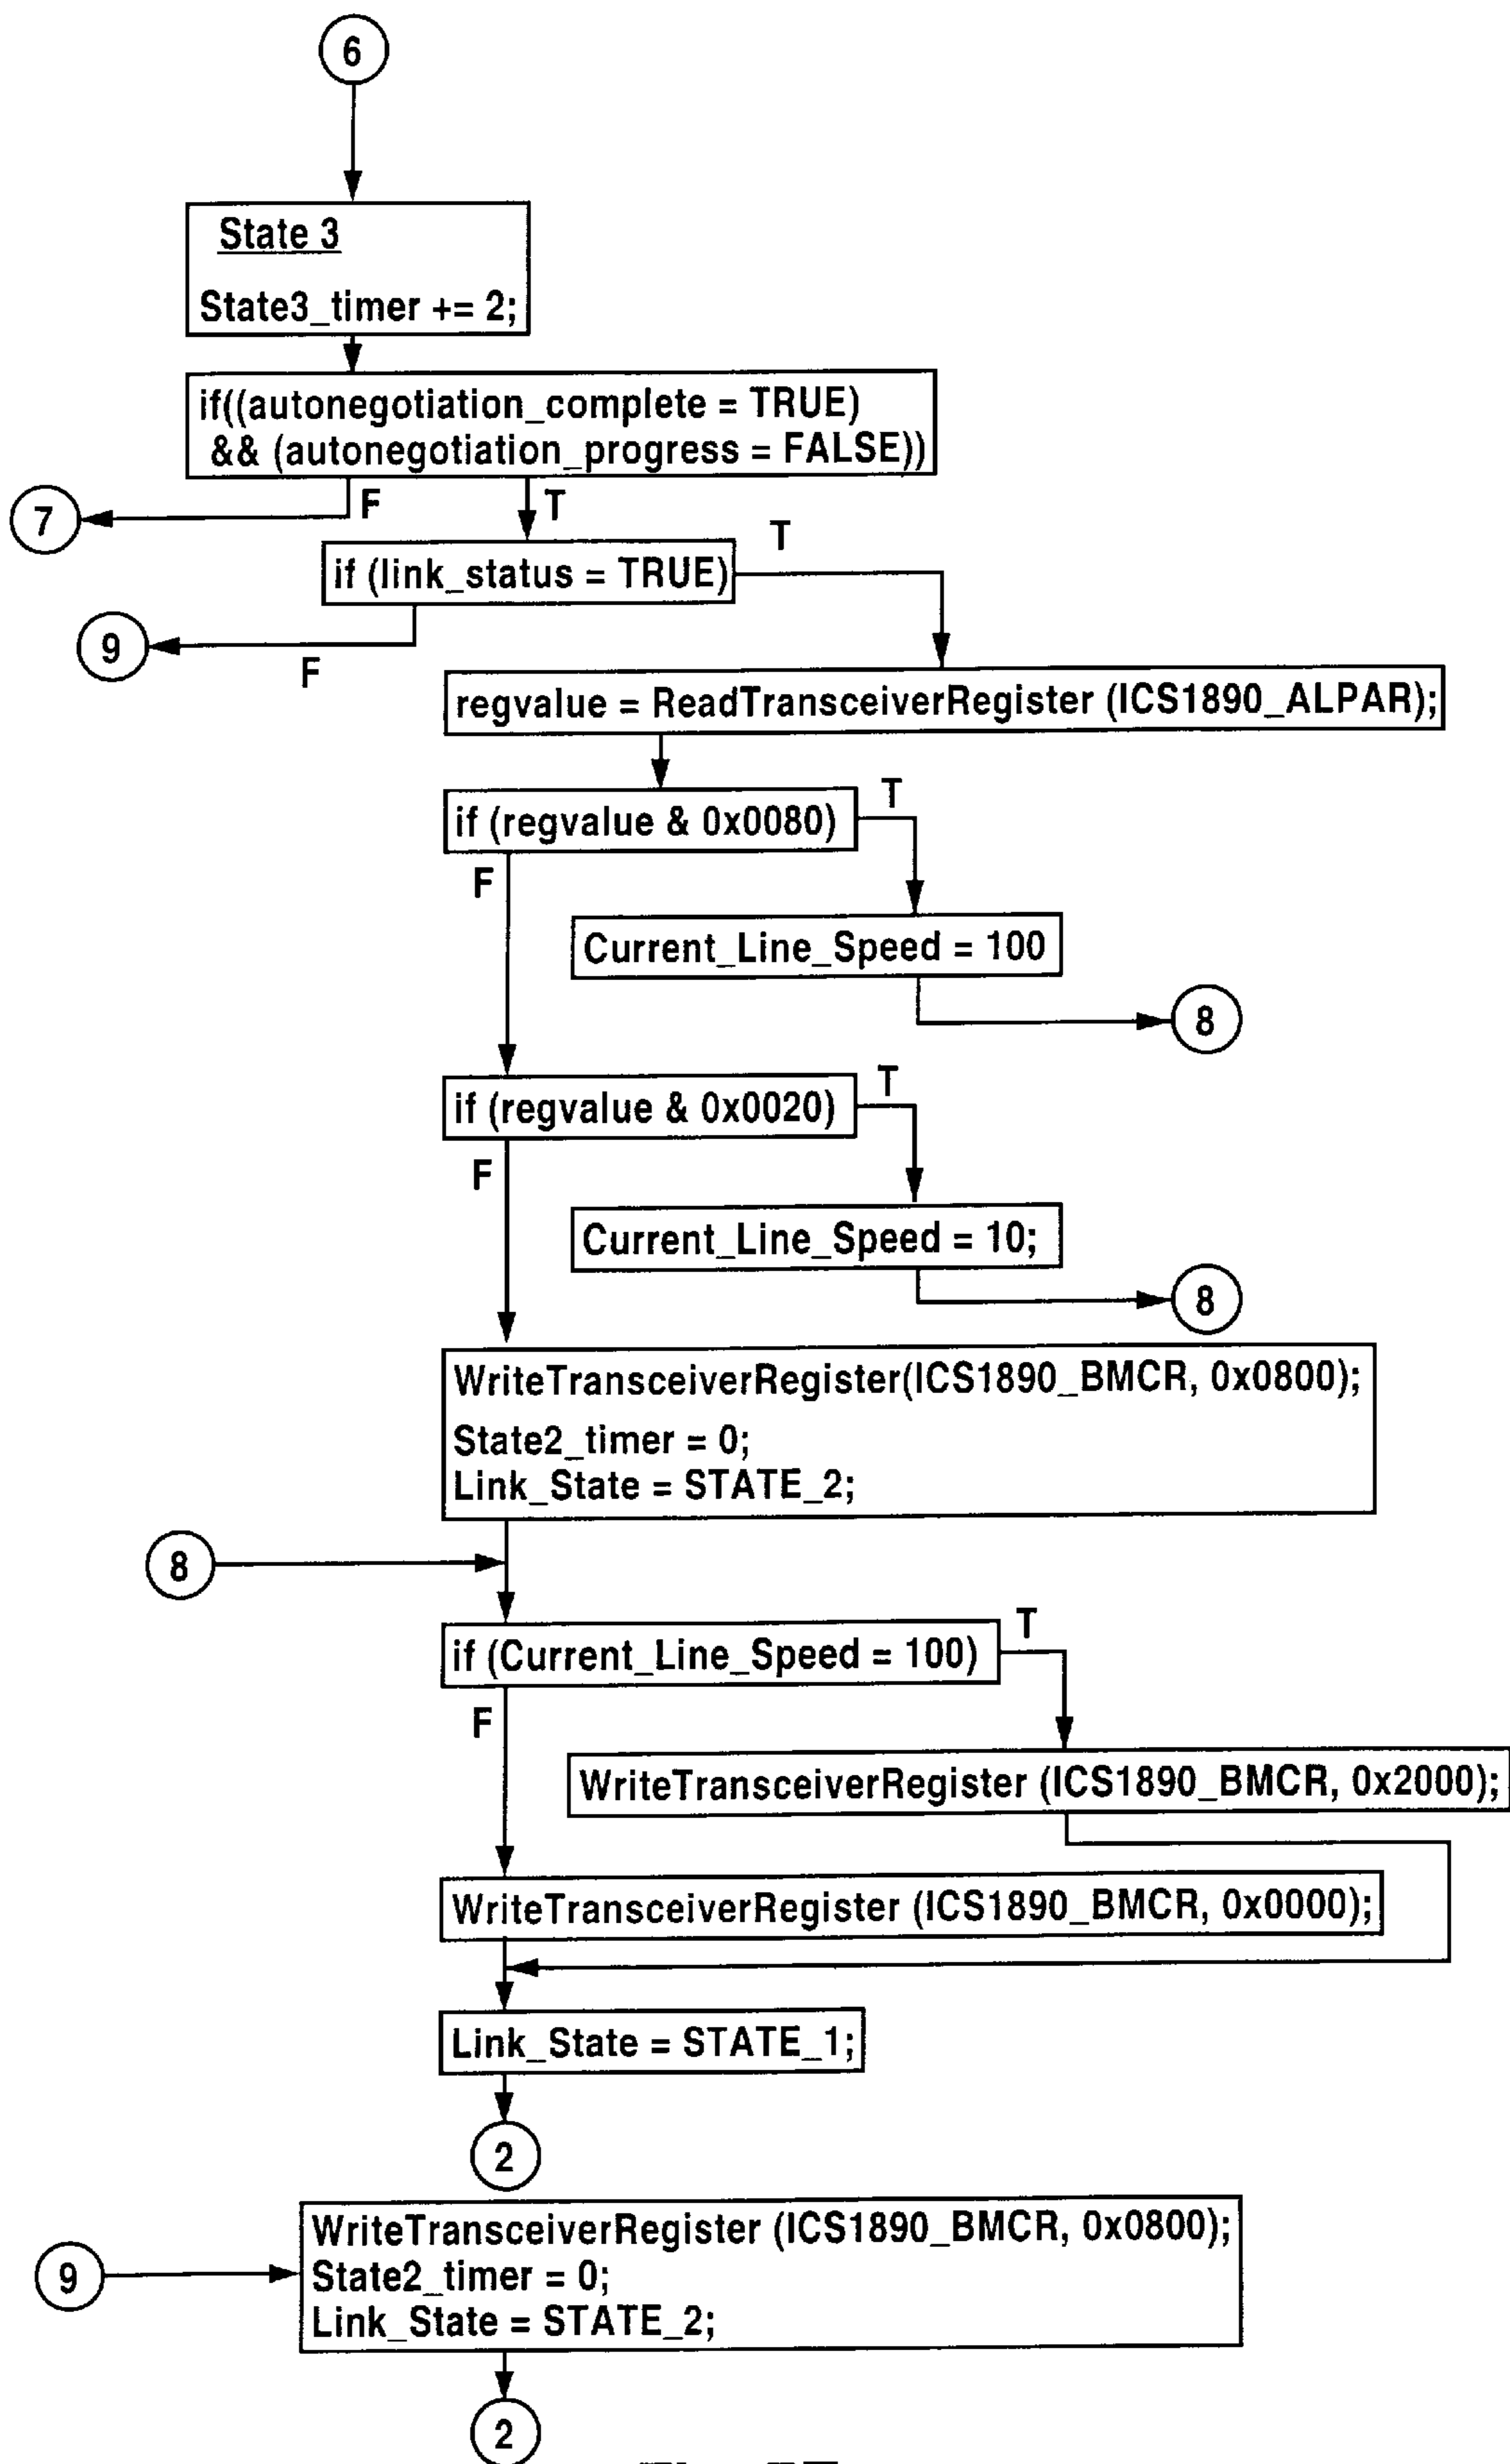 6
State 3
State3_timer += 2;
if((autonegotiation_complete = TRUE)
&& (autonegotiation_progress = FALSE))
F
T
7
T
if (link_status = TRUE)
9
F
regvalue = ReadTransceiverRegister (ICS1890_ALPAR);
T
if (regvalue & 0x0080)
F
Current_Line_Speed = 100
8
T
if (regvalue & 0x0020)
F
Current_Line_Speed = 10;
8
WriteTransceiverRegister(ICS1890_BMCR, 0x0800);
State2_timer = 0;
Link_State = STATE_2;
8
T
if (Current_Line_Speed = 100)
F
WriteTransceiverRegister (ICS1890_BMCR, 0x2000);
WriteTransceiverRegister (ICS1890_BMCR, 0x0000);
Link_State = STATE_1;
2
WriteTransceiverRegister (ICS1890_BMCR, 0x0800);
9
State2_timer = 0;
Link_State = STATE_2;
2